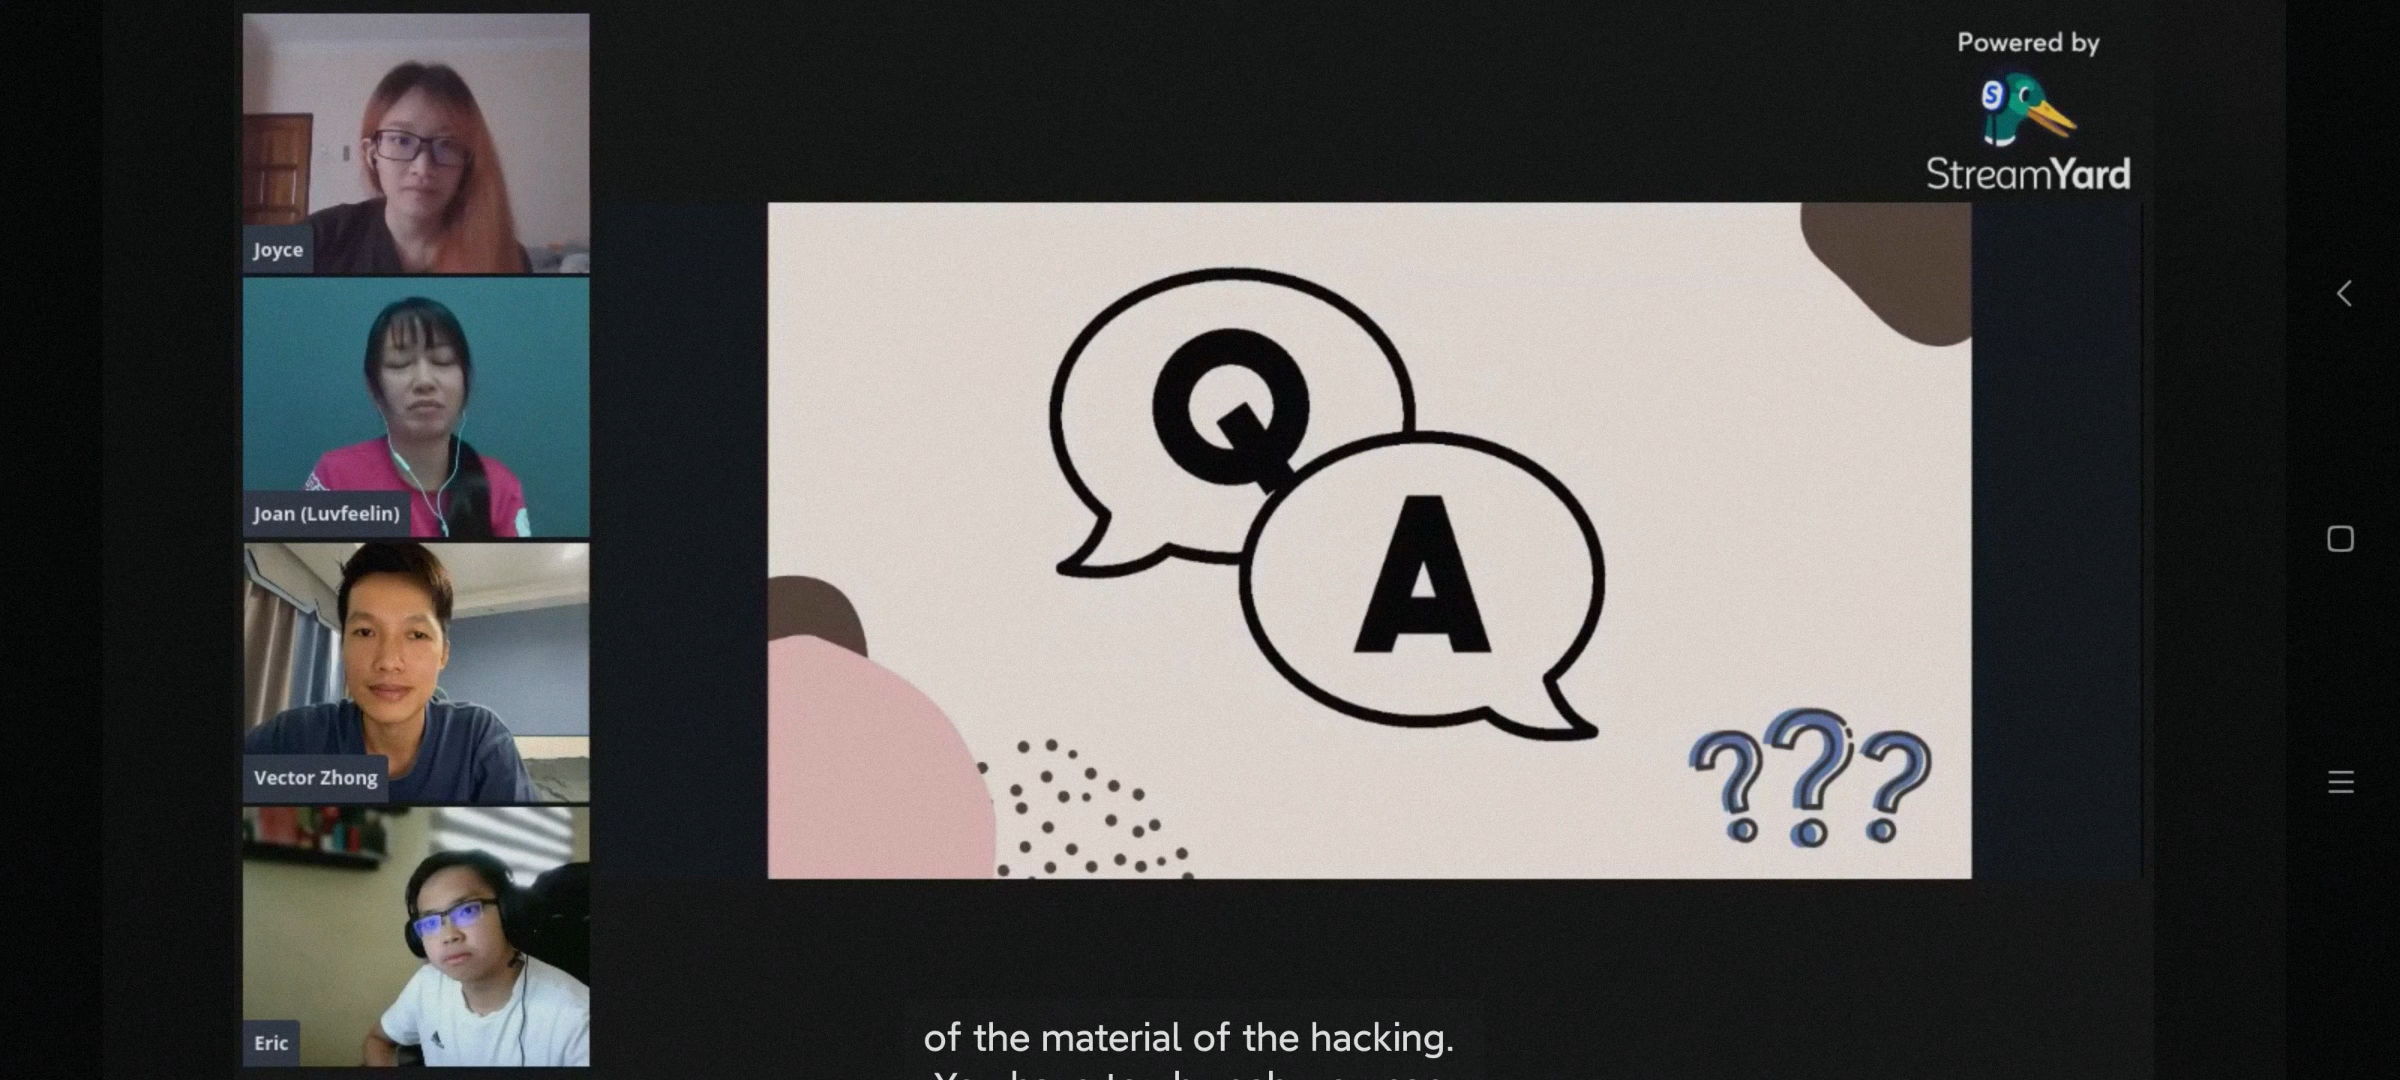 Powered by
S
StreamYard
Joyce
Joan (Luvfeelin)
Vector Zhong
Eric
Q
A
???
of the material of the hacking.